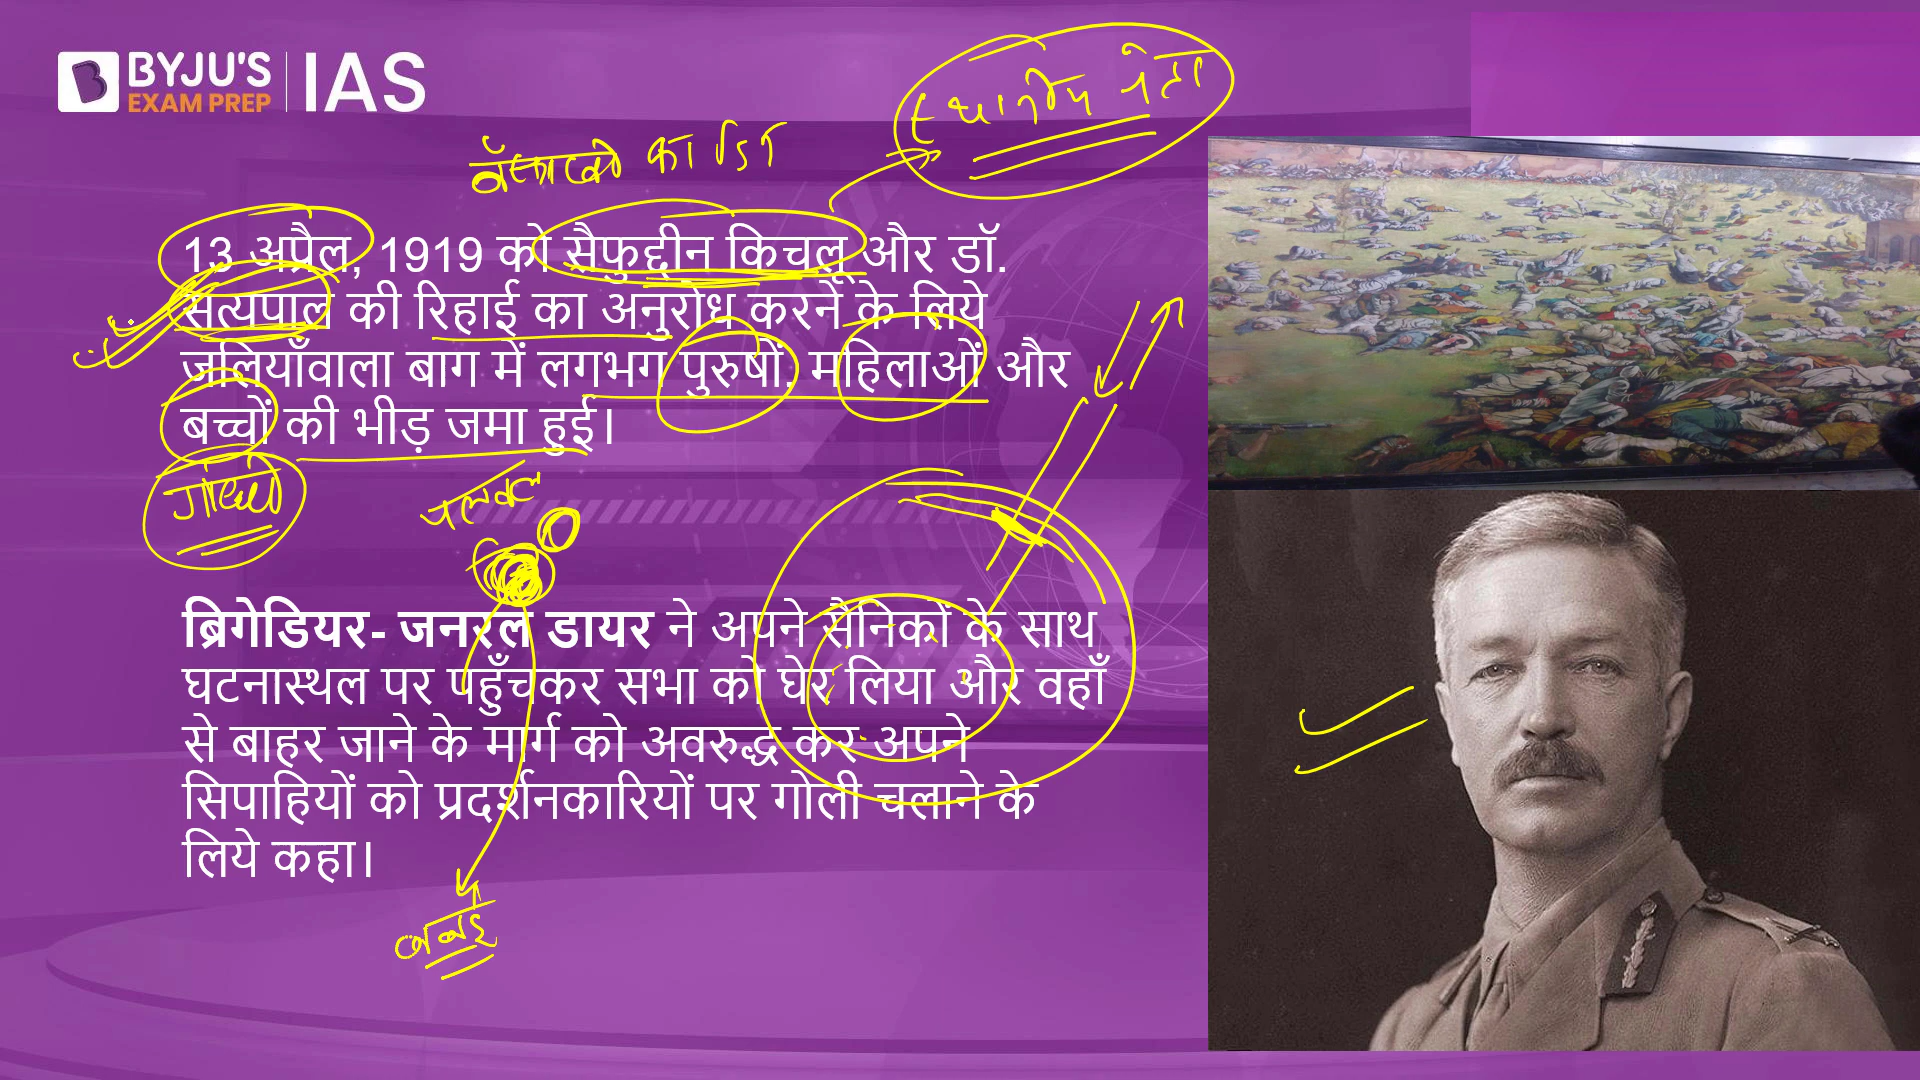 BYJU'S
EXAM PREP
IAS
स्थानीय नेता
का दिन
13 अप्रैल, 1919 को सैफुद्दीन किचलू और डॉ.
सत्यपाल की रिहाई का अनुरोध करने के लिये
जलियाँवाला बाग में लगभग पुरुषों, महिलाओं और
बच्चों की भीड़ जमा हुई।
गांधी
पलवल
ब्रिगेडियर- जनरल डायर ने अपने सैनिकों के साथ
घटनास्थल पर पहुँचकर सभा को घेर लिया और वहाँ
से बाहर जाने के मार्ग को अवरुद्ध कर अपने
सिपाहियों को प्रदर्शनकारियों पर गोली चलाने के
लिये कहा।